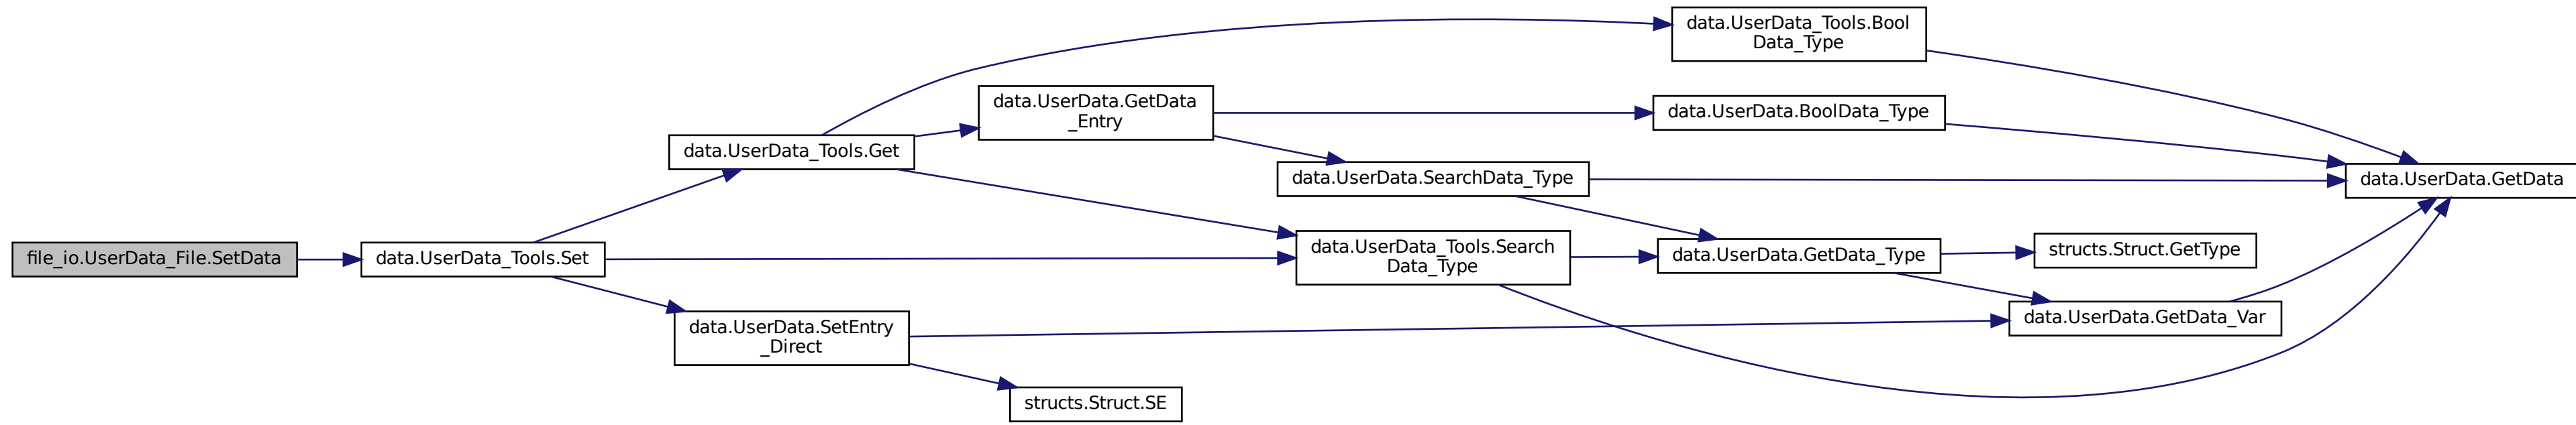 file_io.UserData_File.SetData
data.UserData_Tools.Set
data.UserData_Tools.Get
data.UserData.SetEntry
_Direct
data.UserData.GetData
_Entry
structs.Struct.SE
data.UserData.SearchData_Type
data.UserData_Tools.Search
Data_Type
data.UserData_Tools.Bool
Data_Type
data.UserData.BoolData_Type
data.UserData.GetData_Type
structs.Struct.GetType
data.UserData.GetData_Var
data.UserData.GetData